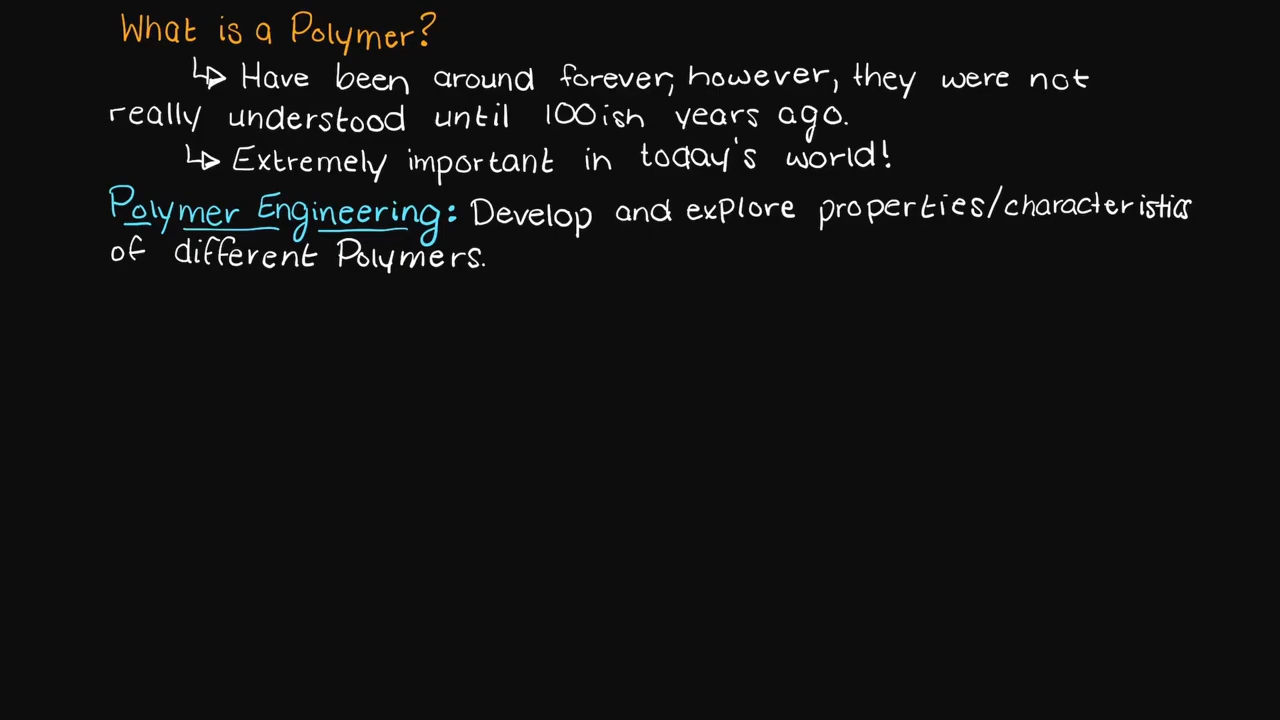 What is a Polymer?
Have been around forever; however, they were not
really understood until 100ish years ago.
Extremely important in today's world!
Polymer Engineering: Develop and explore properties/characteristics
of different Polymers.